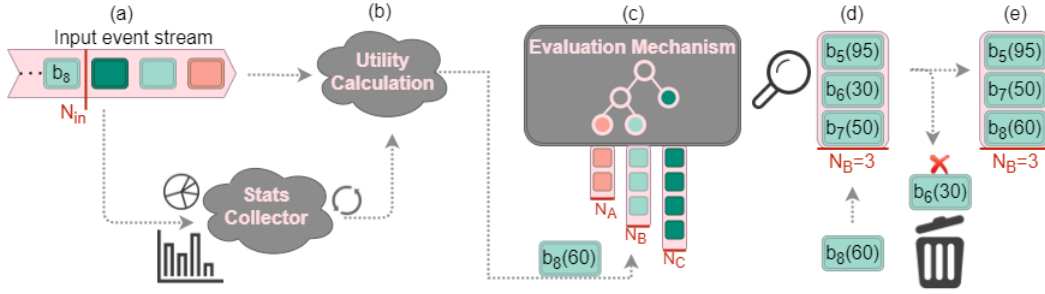 (a)
Input event stream
... b8
Nin
(b)
Utility
Calculation
Stats
Collector
(c)
Evaluation Mechanism
NA
NB
NC
b8(60)
(d)
b5(95)
b6(30)
b7(50)
NB=3
b8(60)
b6(30)
(e)
b5(95)
b7(50)
b8(60)
NB=3